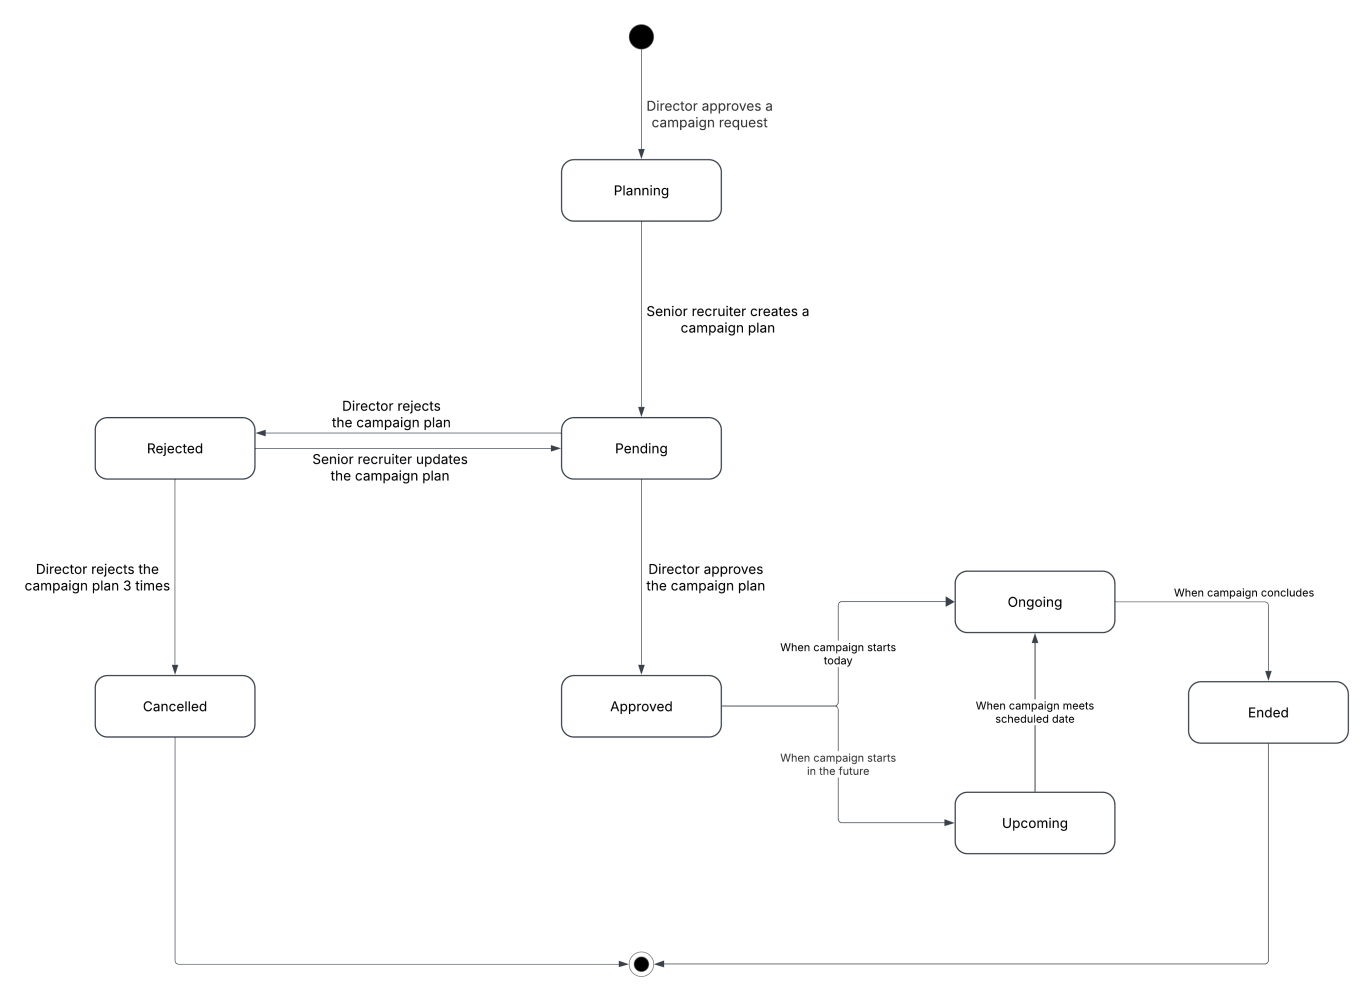 Director approves a
campaign request
Planning
Senior recruiter creates a
campaign plan
Director rejects
the campaign plan
Rejected
Pending
Senior recruiter updates
the campaign plan
Director rejects the
campaign plan 3 times
Director approves
the campaign plan
Ongoing
When campaign concludes
When campaign starts
today
Cancelled
Approved
When campaign meets
scheduled date
Ended
When campaign starts
in the future
Upcoming